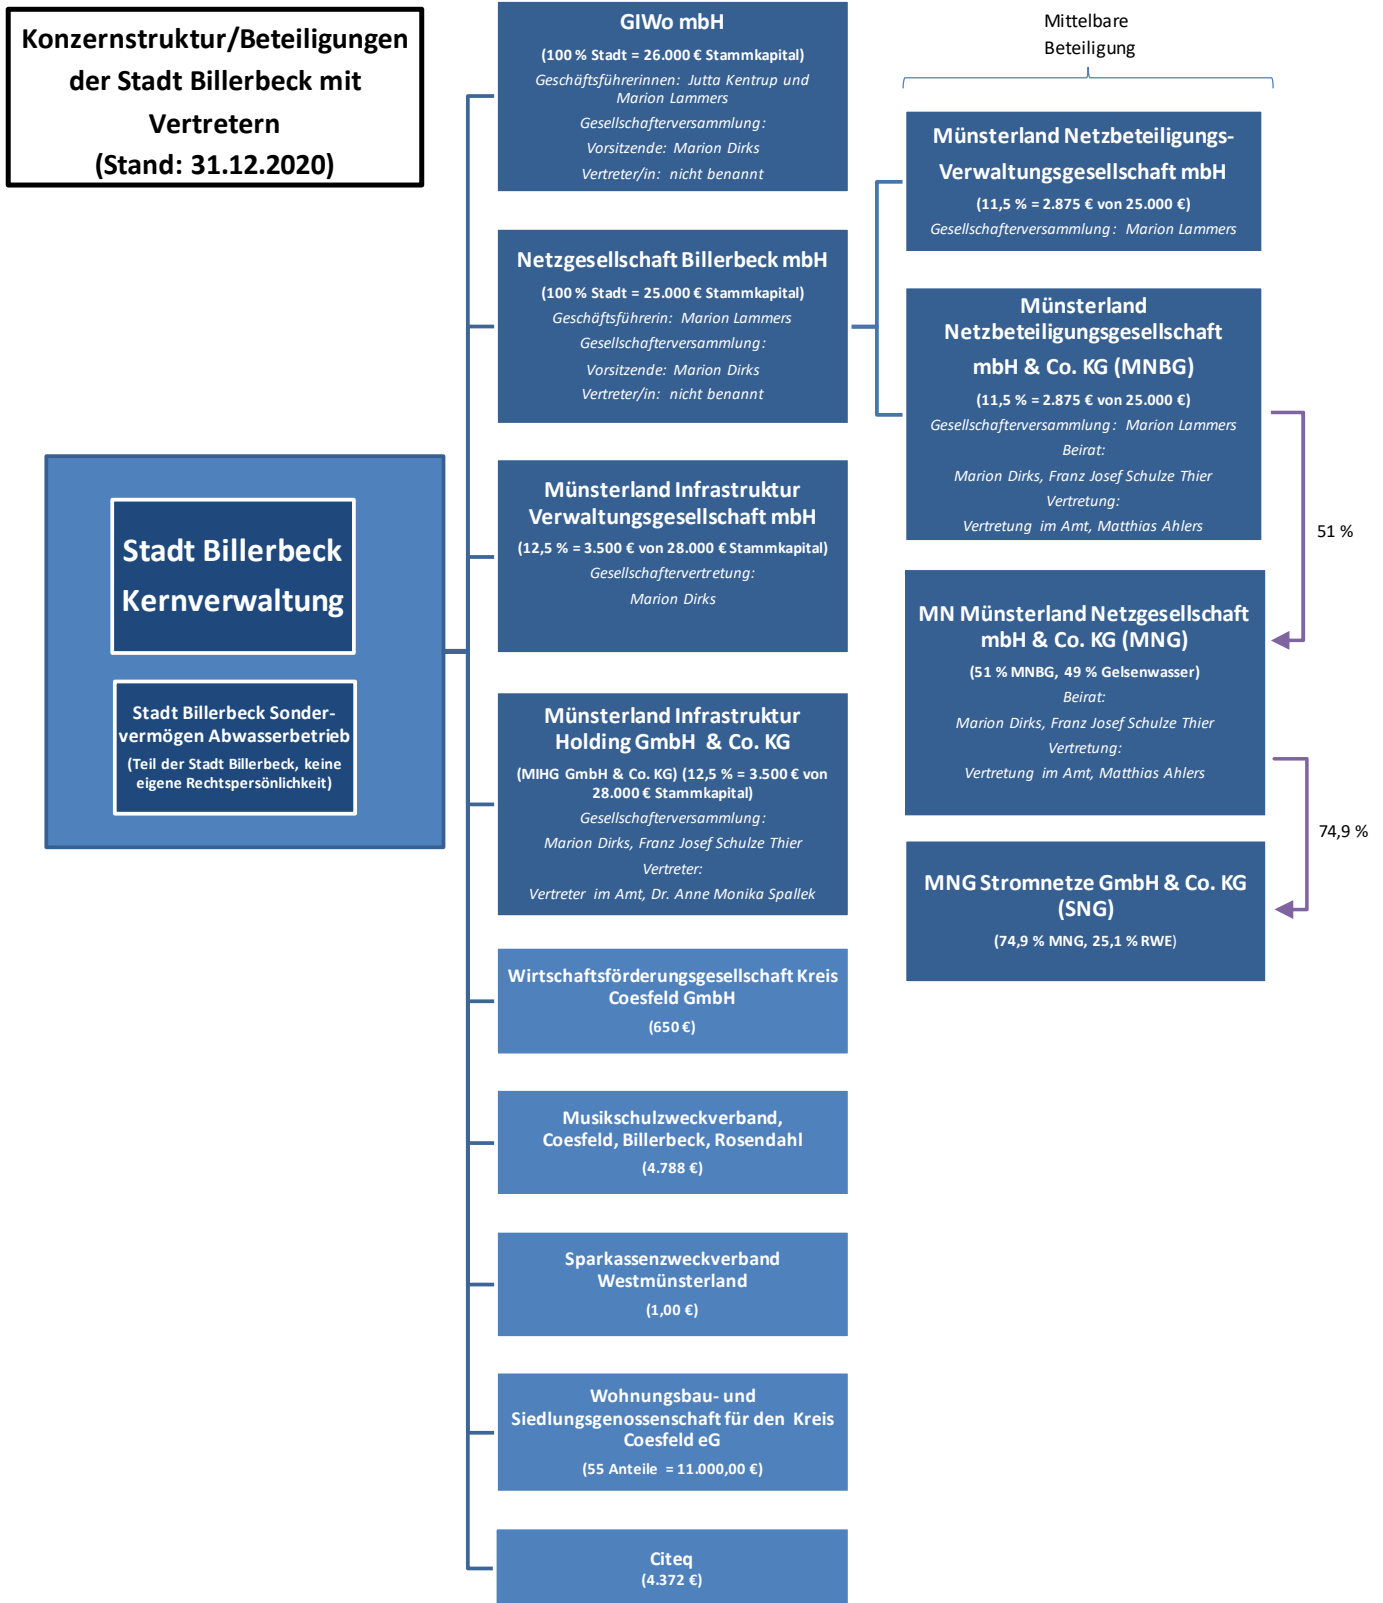 Konzernstruktur/Beteiligungen
der Stadt Billerbeck mit
Vertretern
(Stand: 31.12.2020)
Stadt Billerbeck
Kernverwaltung
Stadt Billerbeck Sonder-
vermögen Abwasserbetrieb
(Teil der Stadt Billerbeck, keine
eigene Rechtspersönlichkeit)
GIWo mbH
(100 % Stadt = 26.000 € Stammkapital)
Geschäftsführerinnen: Jutta Kentrup und
Marion Lammers
Gesellschafterversammlung:
Vorsitzende: Marion Dirks
Vertreter/in: nicht benannt
Netzgesellschaft Billerbeck mbH
(100 % Stadt = 25.000 € Stammkapital)
Geschäftsführerin: Marion Lammers
Gesellschafterversammlung:
Vorsitzende: Marion Dirks
Vertreter/in: nicht benannt
Münsterland Infrastruktur
Verwaltungsgesellschaft mbH
(12,5 % = 3.500 € von 28.000 € Stammkapital)
Gesellschaftervertretung:
Marion Dirks
Münsterland Infrastruktur
Holding GmbH & Co. KG
(MIHG GmbH & Co. KG) (12,5 % = 3.500 € von
28.000 € Stammkapital)
Gesellschafterversammlung:
Marion Dirks, Franz Josef Schulze Thier
Vertreter:
Vertreter im Amt, Dr. Anne Monika Spallek
Wirtschaftsförderungsgesellschaft Kreis
Coesfeld GmbH
(650 €)
Musikschulzweckverband,
Coesfeld, Billerbeck, Rosendahl
(4.788 €)
Sparkassenzweckverband
Westmünsterland
(1,00 €)
Wohnungsbau- und
Siedlungsgenossenschaft für den Kreis
Coesfeld eG
(55 Anteile = 11.000,00 €)
Citeq
(4.372 €)
Mittelbare
Beteiligung
Münsterland Netzbeteiligungs-
Verwaltungsgesellschaft mbH
(11,5 % = 2.875 € von 25.000 €)
Gesellschafterversammlung: Marion Lammers
Münsterland
Netzbeteiligungsgesellschaft
mbH & Co. KG (MNBG)
(11,5 % = 2.875 € von 25.000 €)
Gesellschafterversammlung: Marion Lammers
Beirat:
Marion Dirks, Franz Josef Schulze Thier
Vertretung:
Vertretung im Amt, Matthias Ahlers
51 %
MN Münsterland Netzgesellschaft
mbH & Co. KG (MNG)
(51 % MNBG, 49 % Gelsenwasser)
Beirat:
Marion Dirks, Franz Josef Schulze Thier
Vertretung:
Vertretung im Amt, Matthias Ahlers
74,9 %
MNG Stromnetze GmbH & Co. KG
(SNG)
(74,9 % MNG, 25,1 % RWE)